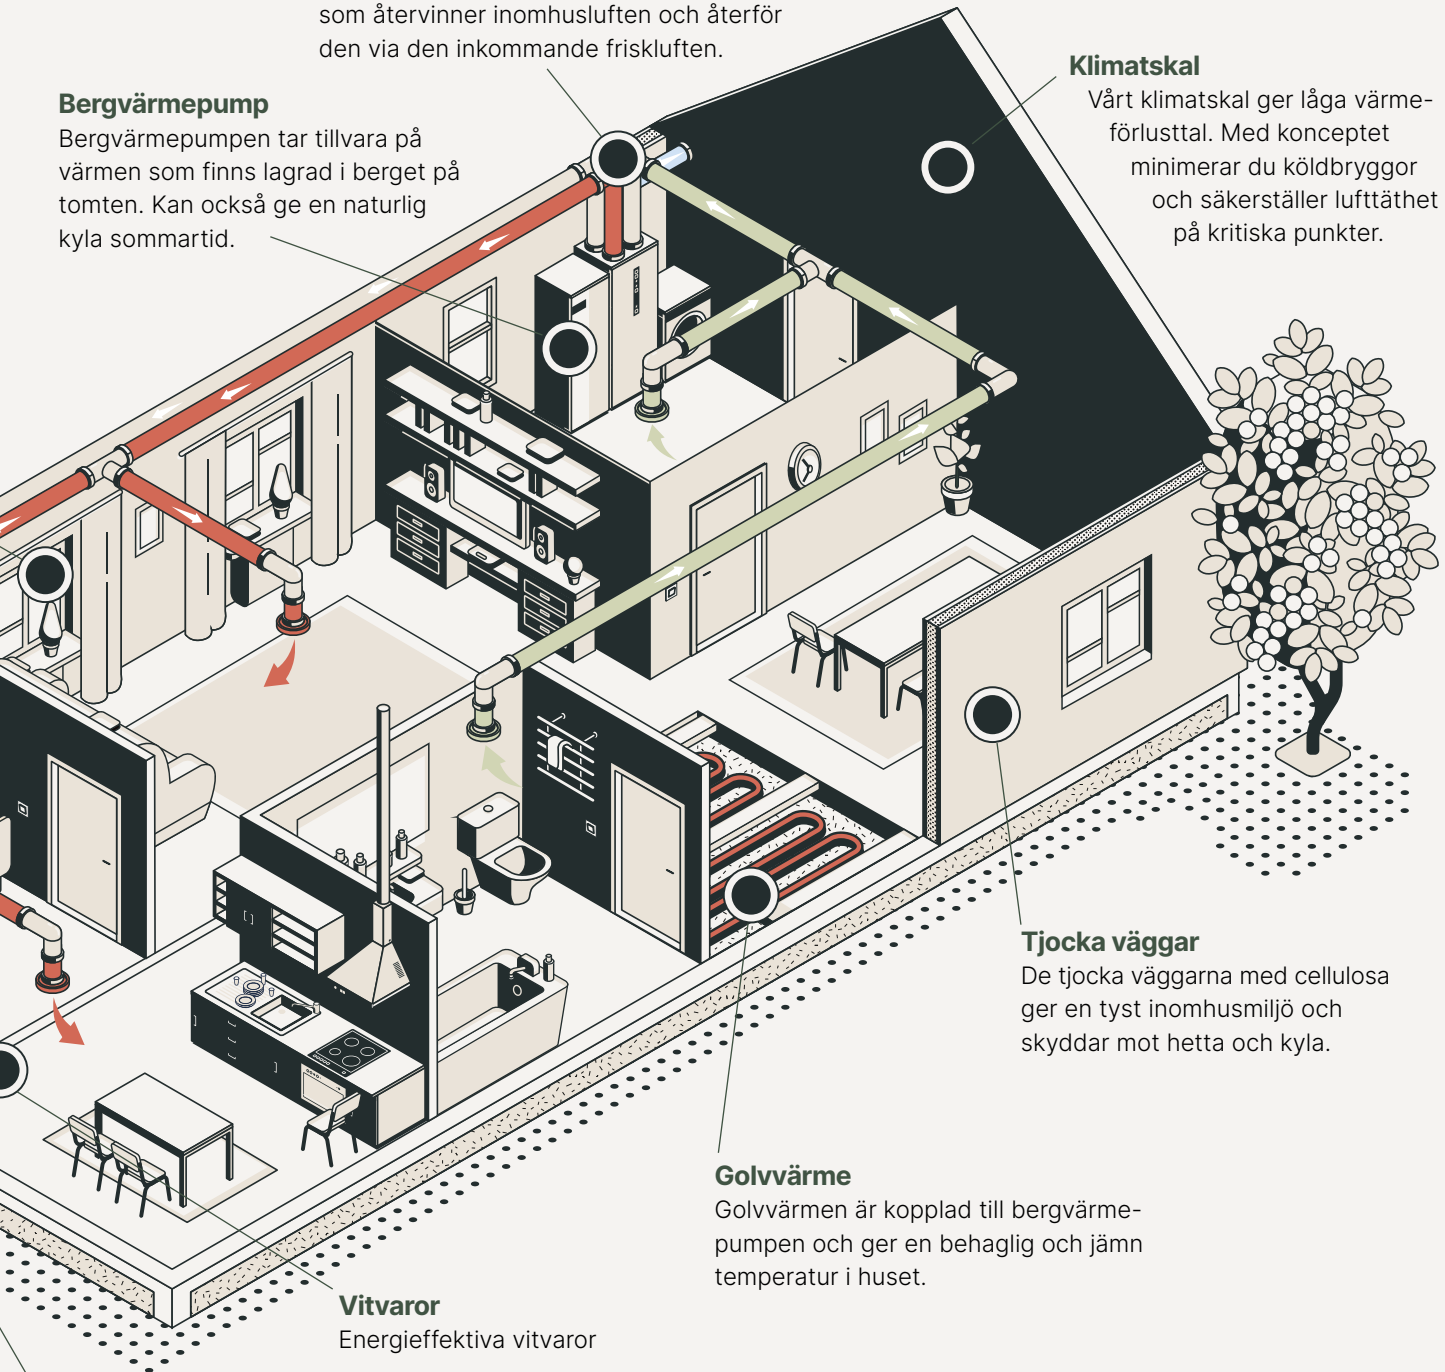 som återvinner inomhusluften och återför
den via den inkommande friskluften.
Bergvärmepump
Bergvärmepumpen tar tillvara på
värmen som finns lagrad i berget på
tomten. Kan också ge en naturlig
kyla sommartid.
Klimatskal
Vårt klimatskal ger låga värme-
förlusttal. Med konceptet
minimerar du köldbryggor
och säkerställer lufttäthet
på kritiska punkter.
Tjocka väggar
De tjocka väggarna med cellulosa
ger en tyst inomhusmiljö och
skyddar mot hetta och kyla.
Golvvärme
Golvvärmen är kopplad till bergvärme-
pumpen och ger en behaglig och jämn
temperatur i huset.
Vitvaror
Energieffektiva vitvaror